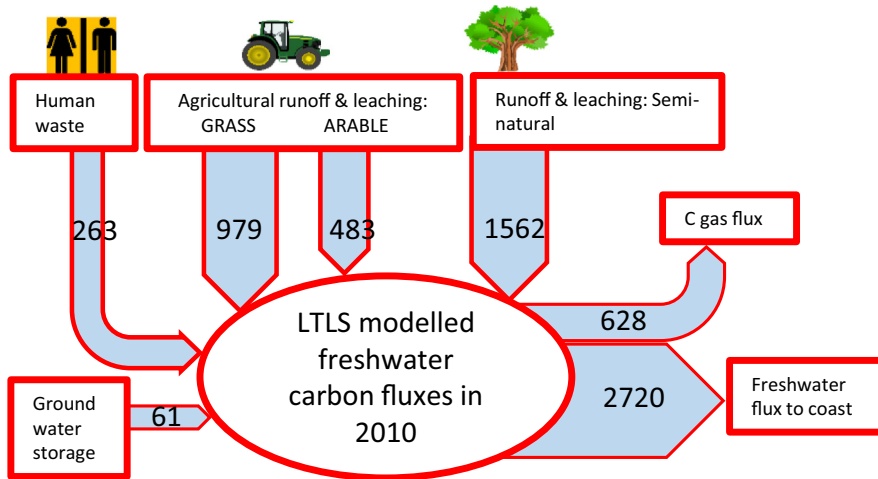 Human
waste
Agricultural runoff & leaching:
GRASS ARABLE
Runoff & leaching: Semi-
natural
263
979
483
1562
C gas flux
628
LTLS modelled
freshwater
carbon fluxes in
2010
2720
Freshwater
flux to coast
Ground
water
storage
61